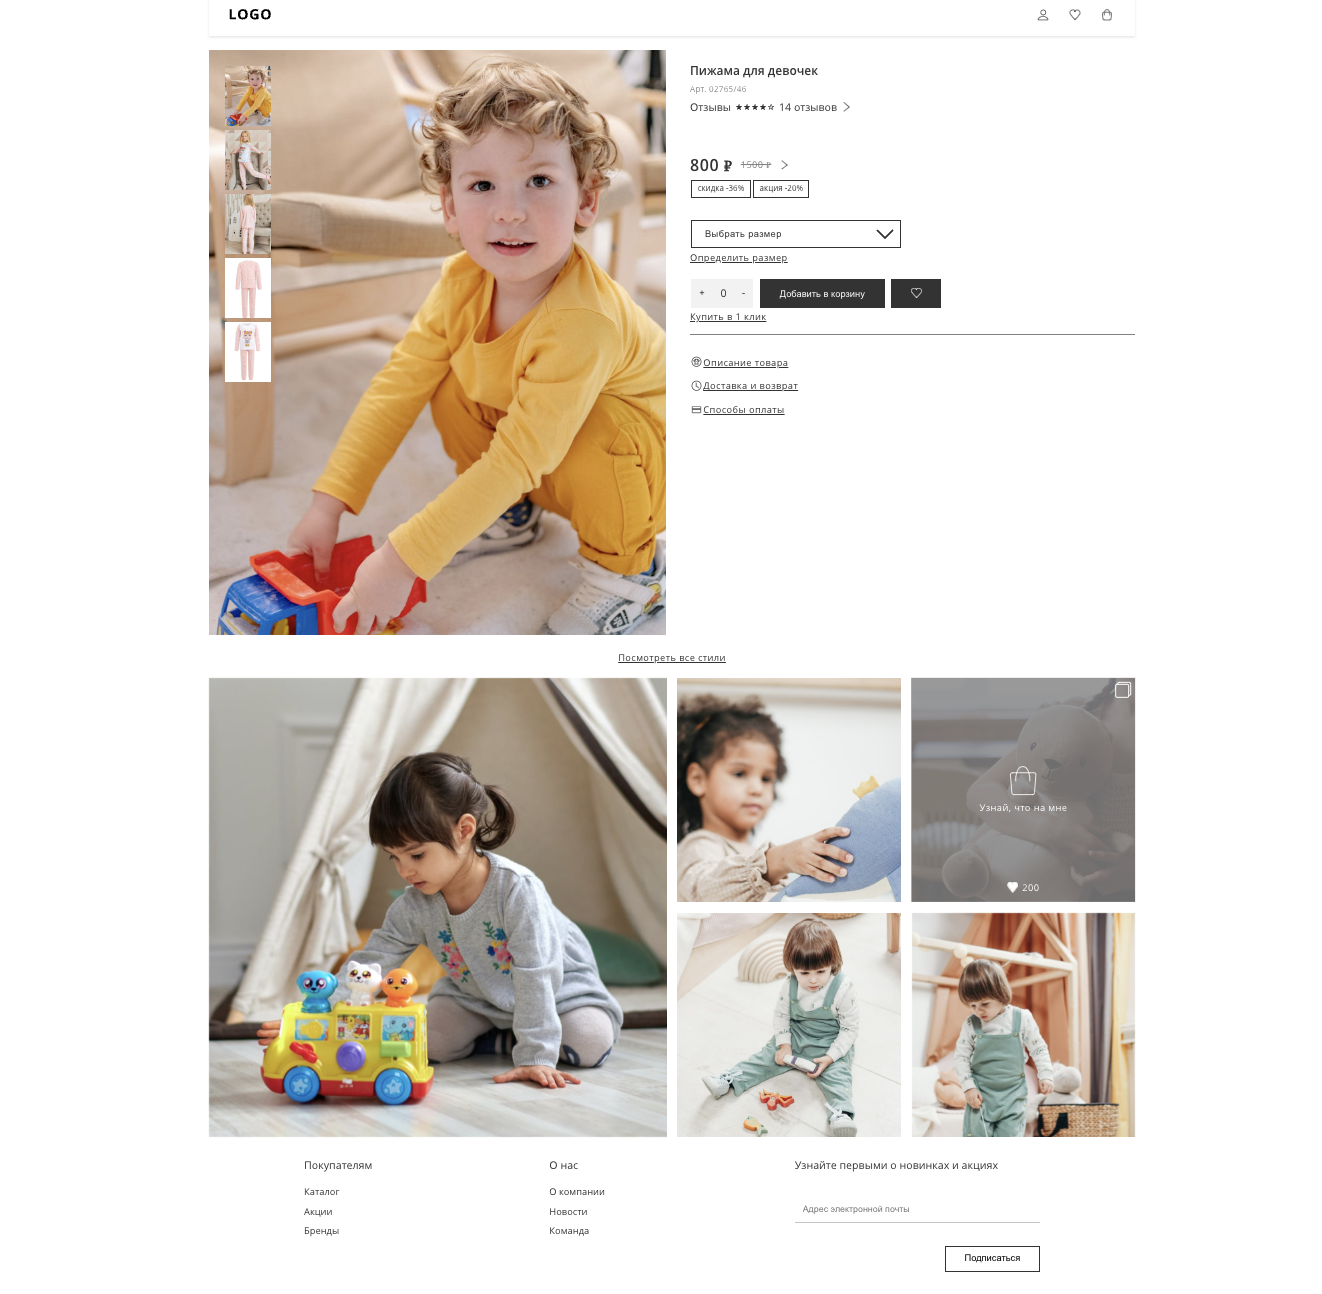 LOGO
Пижама для девочек
Арт. 02765/46
Отзывы ★★★★☆ 14 отзывов
800 ₽ 1500 ₽
скидка -36% акция -20%
Выбрать размер
Определить размер
+ 0 - Добавить в корзину
Купить в 1 клик
Описание товара
Доставка и возврат
Способы оплаты
Посмотреть все стили
Узнай, что на мне
200
Покупателям
Каталог
Акции
Бренды
О нас
О компании
Новости
Команда
Узнайте первыми о новинках и акциях
Адрес электронной почты
Подписаться